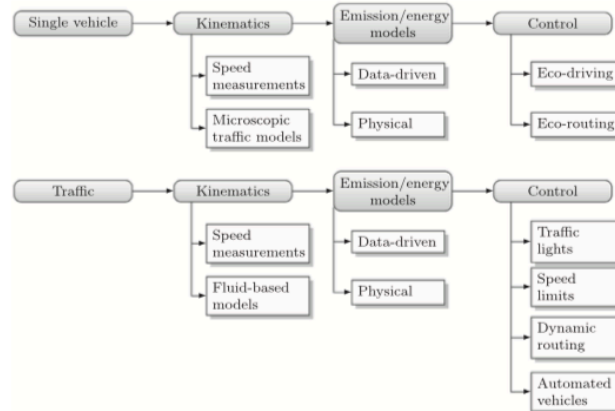 Single vehicle
Kinematics
Emission/energy
models
Control
Speed
measurements
Data-driven
Eco-driving
Microscopic
traffic models
Physical
Eco-routing
Traffic
Kinematics
Emission/energy
models
Control
Speed
measurements
Data-driven
Traffic
lights
Fluid-based
models
Physical
Speed
limits
Dynamic
routing
Automated
vehicles